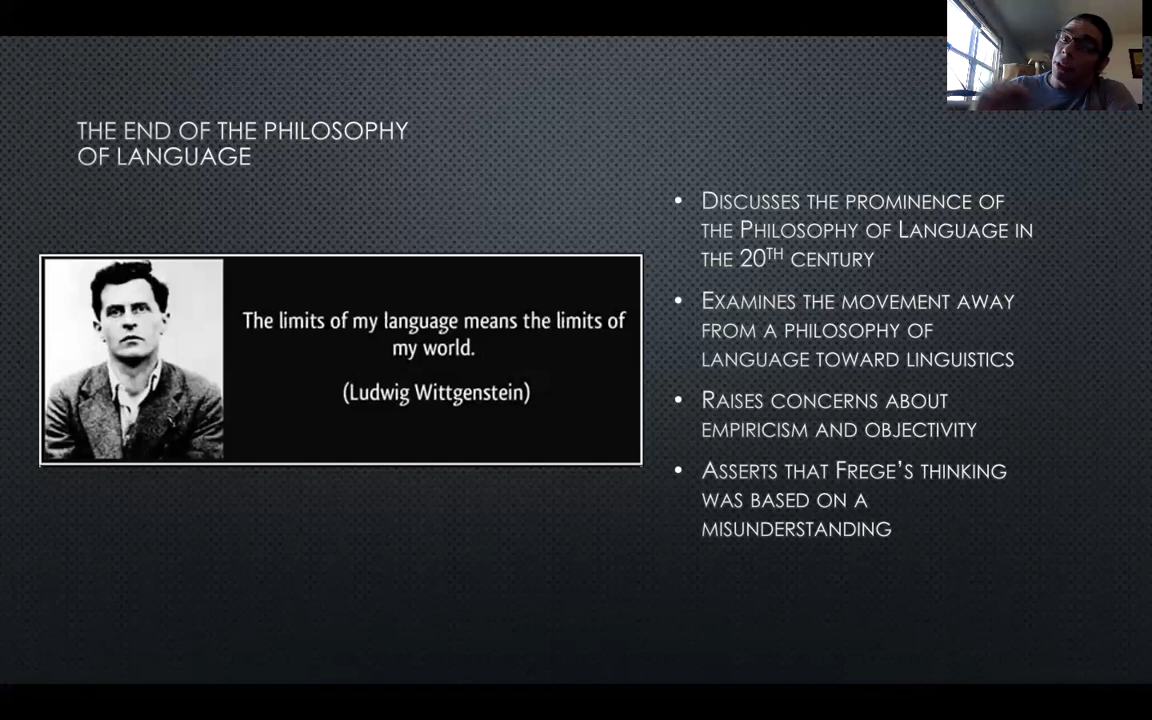 THE END OF THE PHILOSOPHY
OF LANGUAGE
The limits of my language means the limits of
my world.
(Ludwig Wittgenstein)
• DISCUSSES THE PROMINENCE OF
THE PHILOSOPHY OF LANGUAGE IN
THE 20TH CENTURY
• EXAMINES THE MOVEMENT AWAY
FROM A PHILOSOPHY OF
LANGUAGE TOWARD LINGUISTICS
• RAISES CONCERNS ABOUT
EMPIRICISM AND OBJECTIVITY
• ASSERTS THAT FREGE'S THINKING
WAS BASED ON A
MISUNDERSTANDING